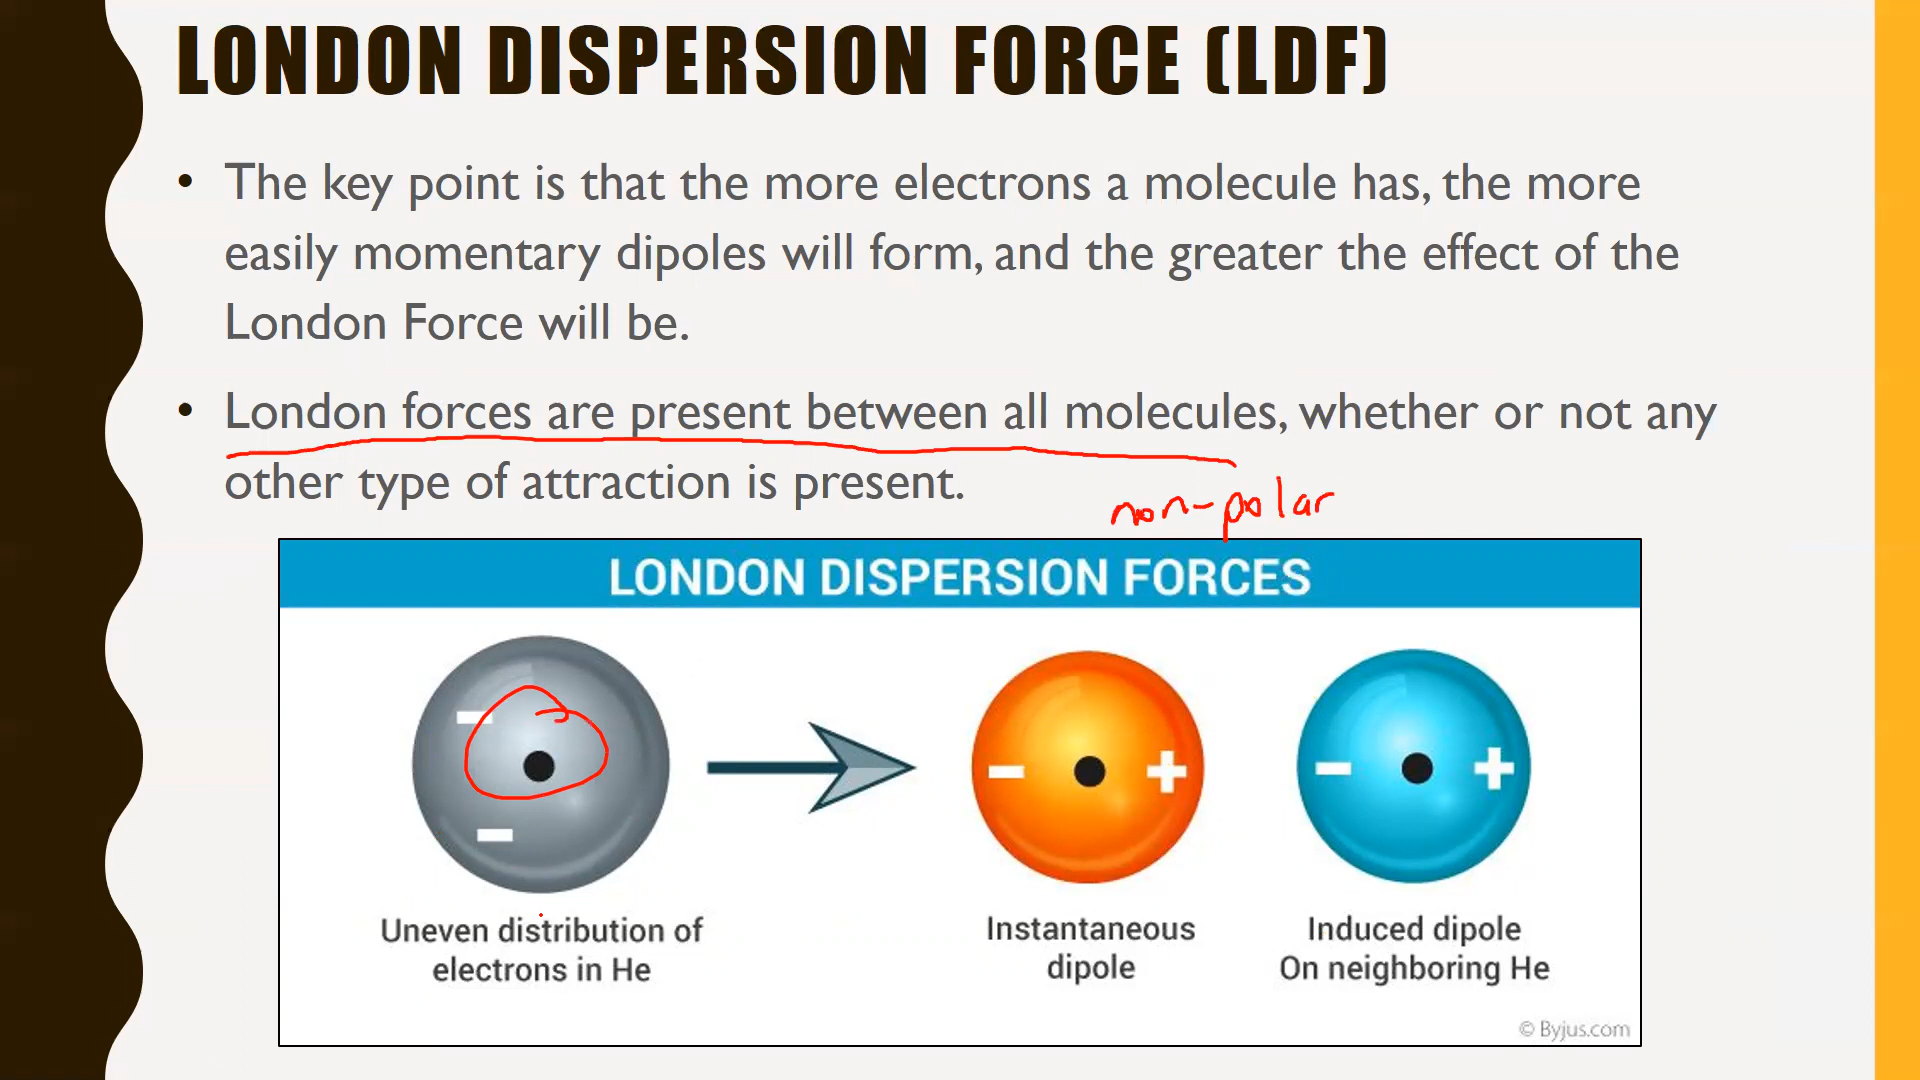 LONDON DISPERSION FORCE (LDF)
• The key point is that the more electrons a molecule has, the more
easily momentary dipoles will form, and the greater the effect of the
London Force will be.
• London forces are present between all molecules, whether or not any
other type of attraction is present.
non-polar
LONDON DISPERSION FORCES
Uneven distribution of
electrons in He
Instantaneous
dipole
Induced dipole
On neighboring He
© Byjus.com